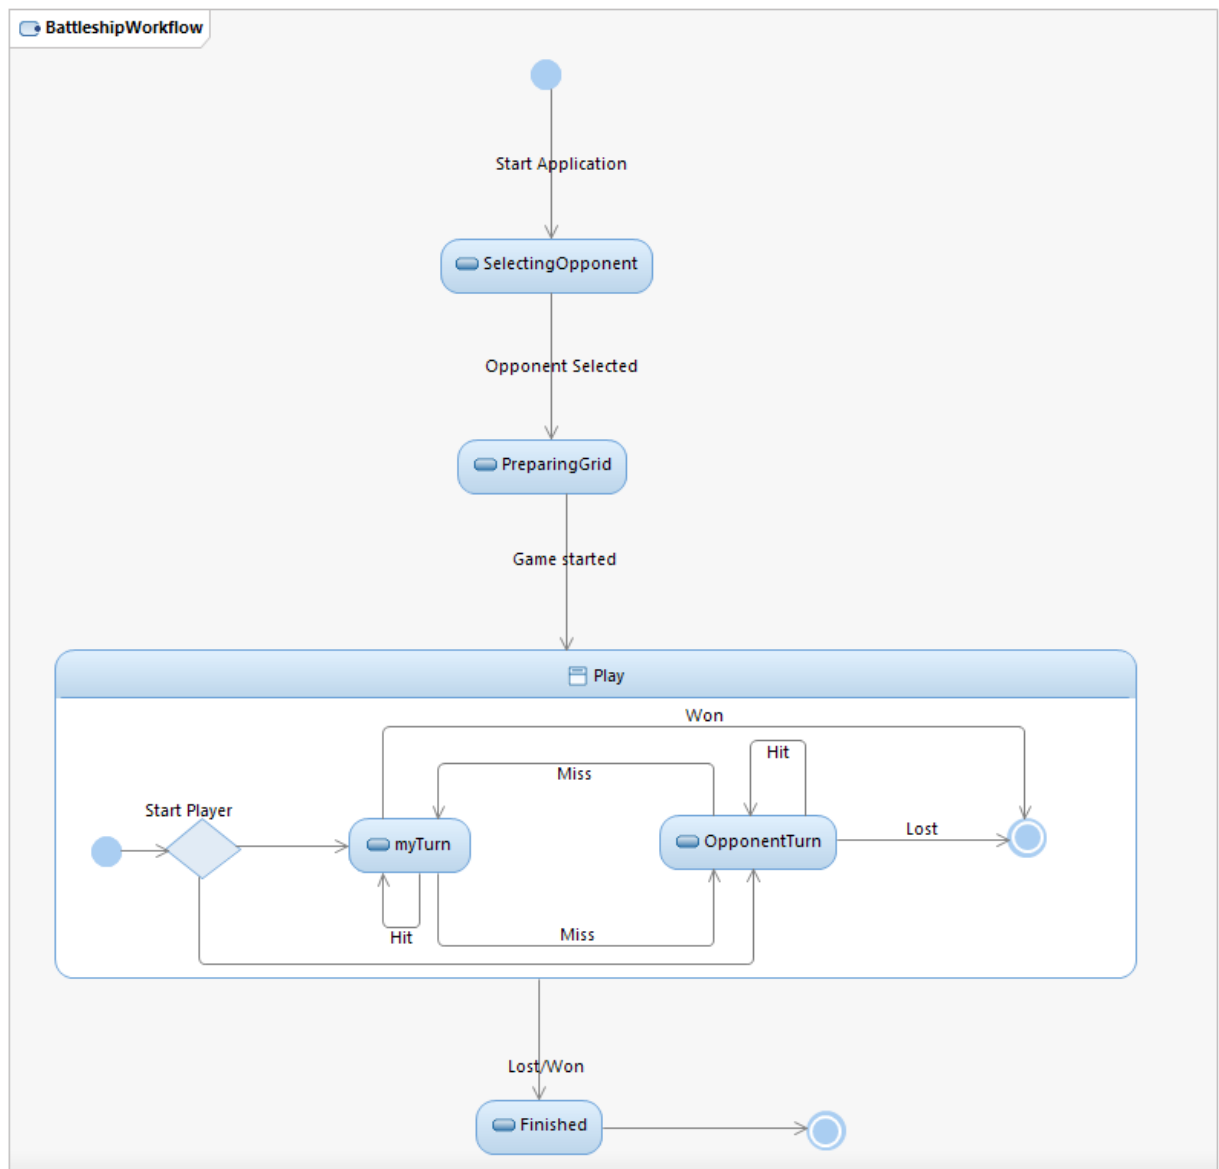 BattleshipWorkflow
Start Application
SelectingOpponent
Opponent Selected
PreparingGrid
Game started
Play
Won
Hit
Miss
Start Player
Lost
myTurn
OpponentTurn
Hit
Miss
Lost/Won
Finished